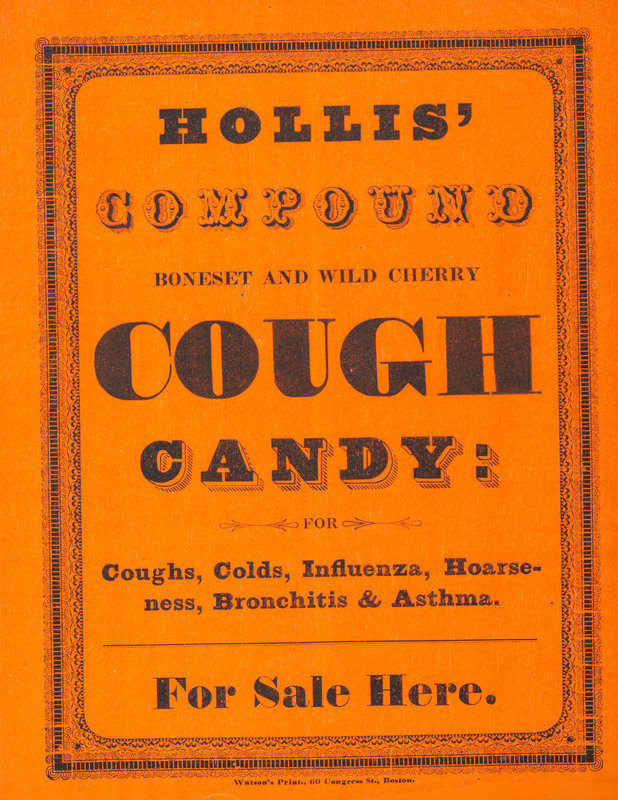 HOLLIS'
COMPOUND
BONESET AND WILD CHERRY
COUGH
CANDY:
FOR
Coughs, Colds, Influenza, Hoarse-
ness, Bronchitis & Asthma.
For Sale Here.
Watson's Print., 60 Congress St., Boston.